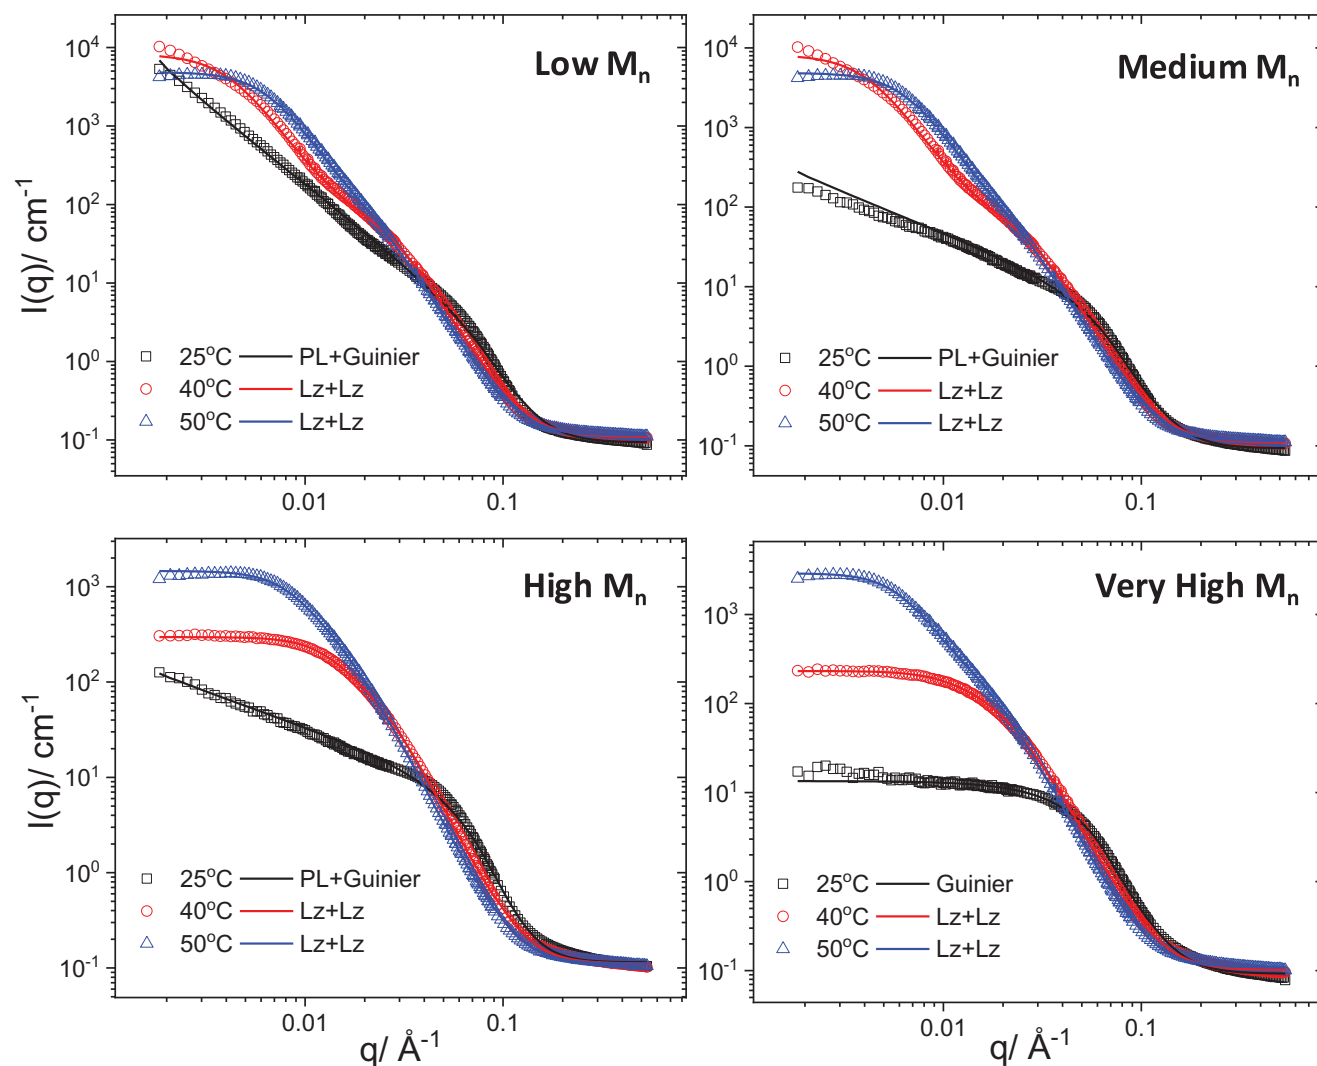 Low Mn
I(q)/ cm-1
10^4
10^3
10^2
10^1
10^0
10^-1
25°C PL+Guinier
40°C Lz+Lz
50°C Lz+Lz
0.01 0.1
Medium Mn
10^4
10^3
10^2
10^1
10^0
10^-1
25°C PL+Guinier
40°C Lz+Lz
50°C Lz+Lz
0.01 0.1
High Mn
I(q)/ cm-1
10^3
10^2
10^1
10^0
10^-1
25°C PL+Guinier
40°C Lz+Lz
50°C Lz+Lz
0.01 0.1
q/ Å-1
Very High Mn
10^3
10^2
10^1
10^0
10^-1
25°C Guinier
40°C Lz+Lz
50°C Lz+Lz
0.01 0.1
q/ Å-1